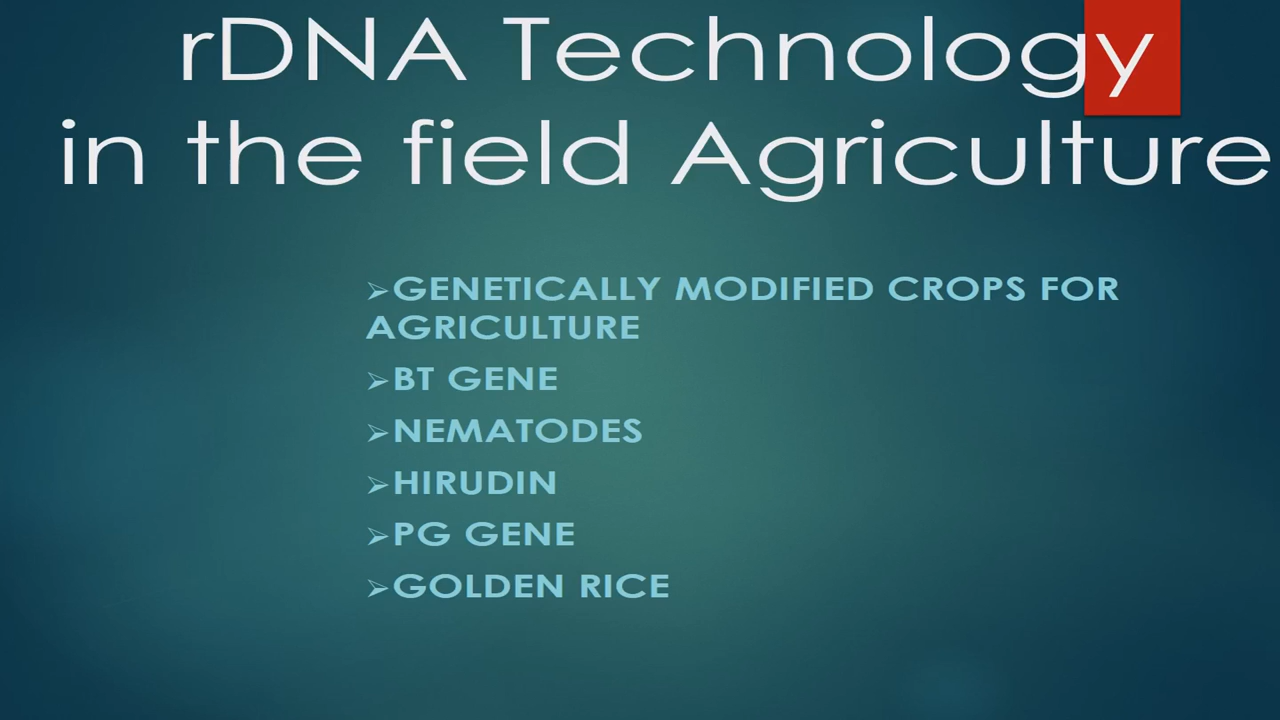 rDNA Technology
in the field Agriculture
➢GENETICALLY MODIFIED CROPS FOR
AGRICULTURE
➢BT GENE
➢NEMATODES
➢HIRUDIN
➢PG GENE
➢GOLDEN RICE